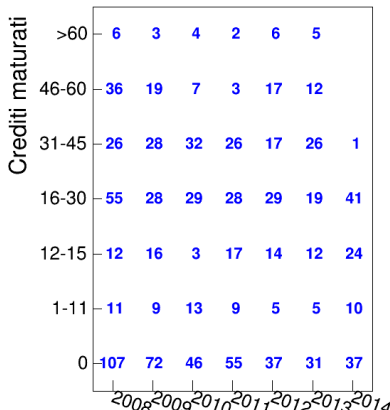 Crediti maturati
>60 6 3 4 2 6 5
46-60 36 19 7 3 17 12
31-45 26 28 32 26 17 26 1
16-30 55 28 29 28 29 19 41
12-15 12 16 3 17 14 12 24
1-11 11 9 13 9 5 5 10
0 107 72 46 55 37 31 37
2008 2009 2010 2011 2012 2013 2014